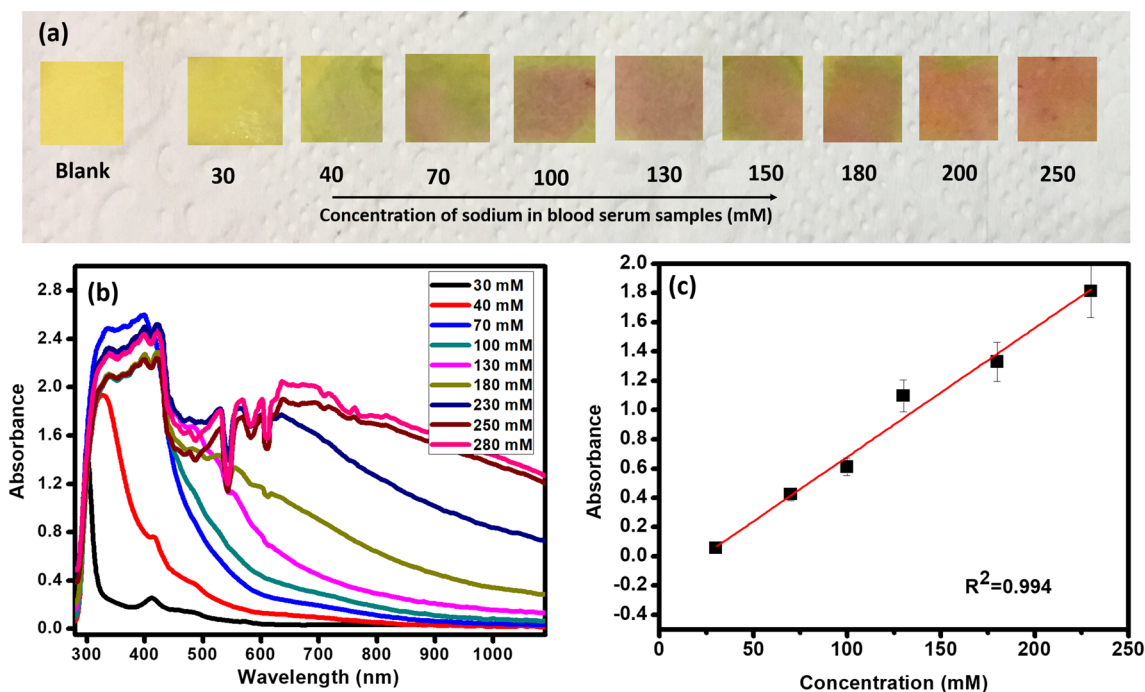 (a)
Blank 30 40 70 100 130 150 180 200 250
Concentration of sodium in blood serum samples (mM)
(b)
2.8
2.4
2.0
1.6
1.2
0.8
0.4
0.0
Absorbance
300 400 500 600 700 800 900 1000
Wavelength (nm)
30 mM
40 mM
70 mM
100 mM
130 mM
180 mM
230 mM
250 mM
280 mM
(c)
2.0
1.8
1.6
1.4
1.2
1.0
0.8
0.6
0.4
0.2
0.0
-0.2
-0.4
Absorbance
R²=0.994
0 50 100 150 200 250
Concentration (mM)